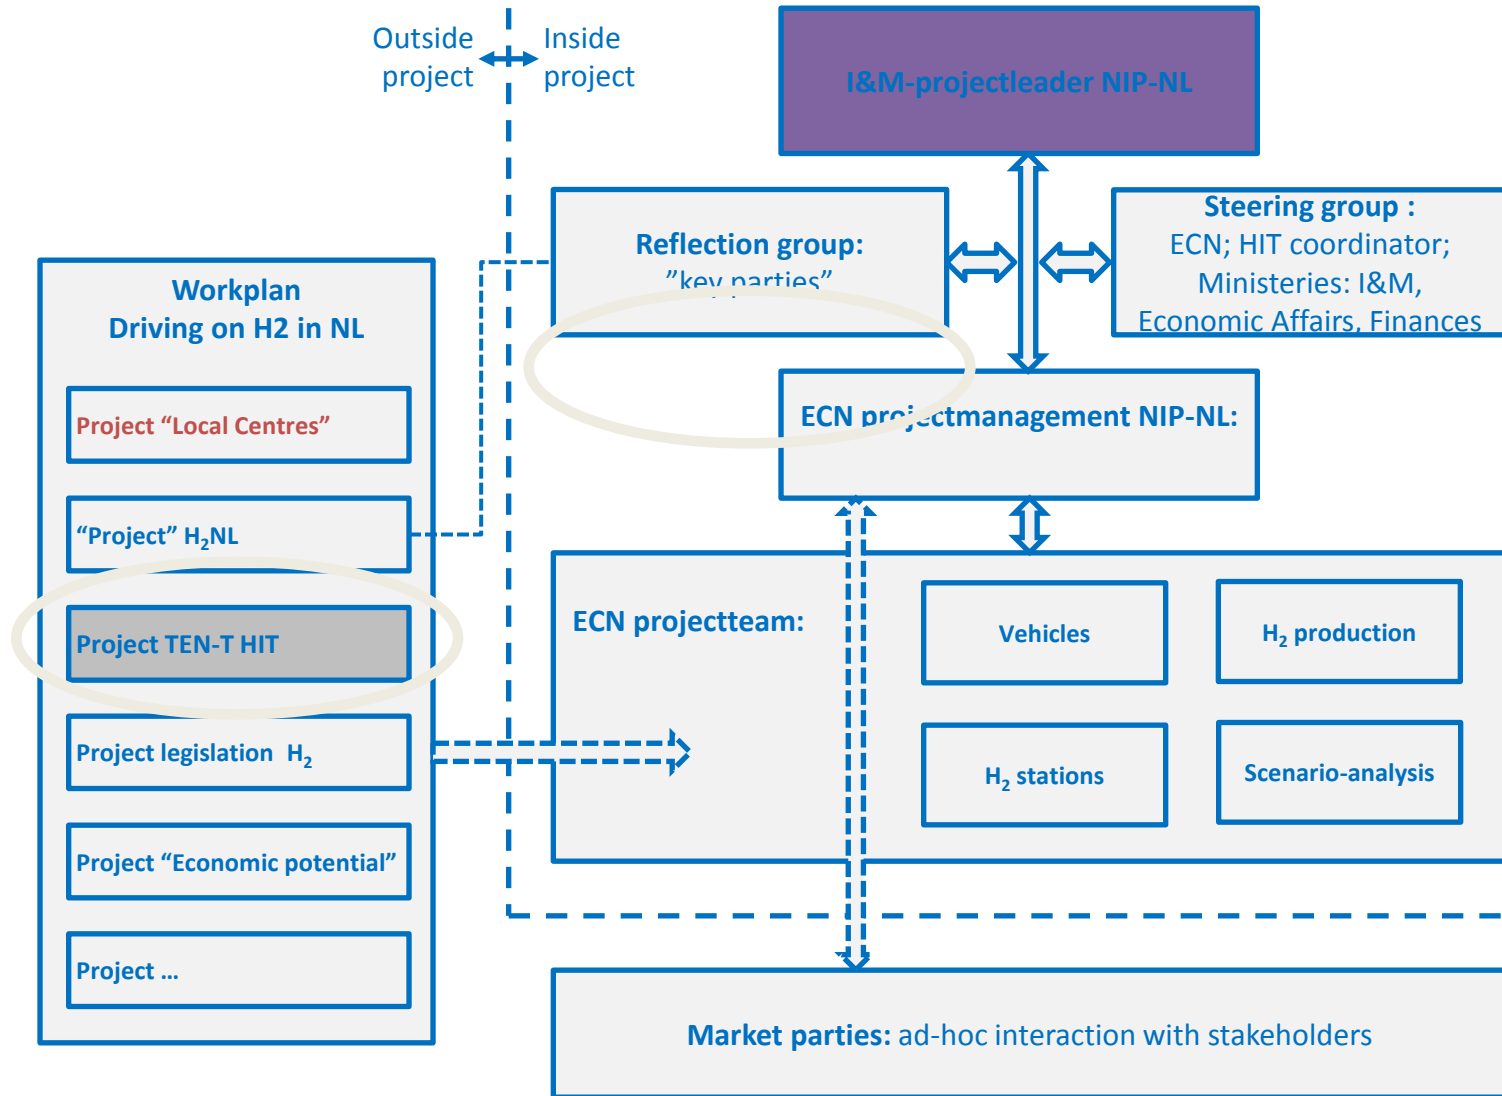 Outside
project
Inside
project
I&M-projectleader NIP-NL
Reflection group:
”key parties”
Steering group :
ECN; HIT coordinator;
Ministeries: I&M,
Economic Affairs, Finances
Workplan
Driving on H2 in NL
Project “Local Centres”
“Project” H₂NL
Project TEN-T HIT
Project legislation H₂
Project “Economic potential”
Project ...
ECN projectmanagement NIP-NL:
ECN projectteam:
Vehicles
H₂ production
H₂ stations
Scenario-analysis
Market parties: ad-hoc interaction with stakeholders